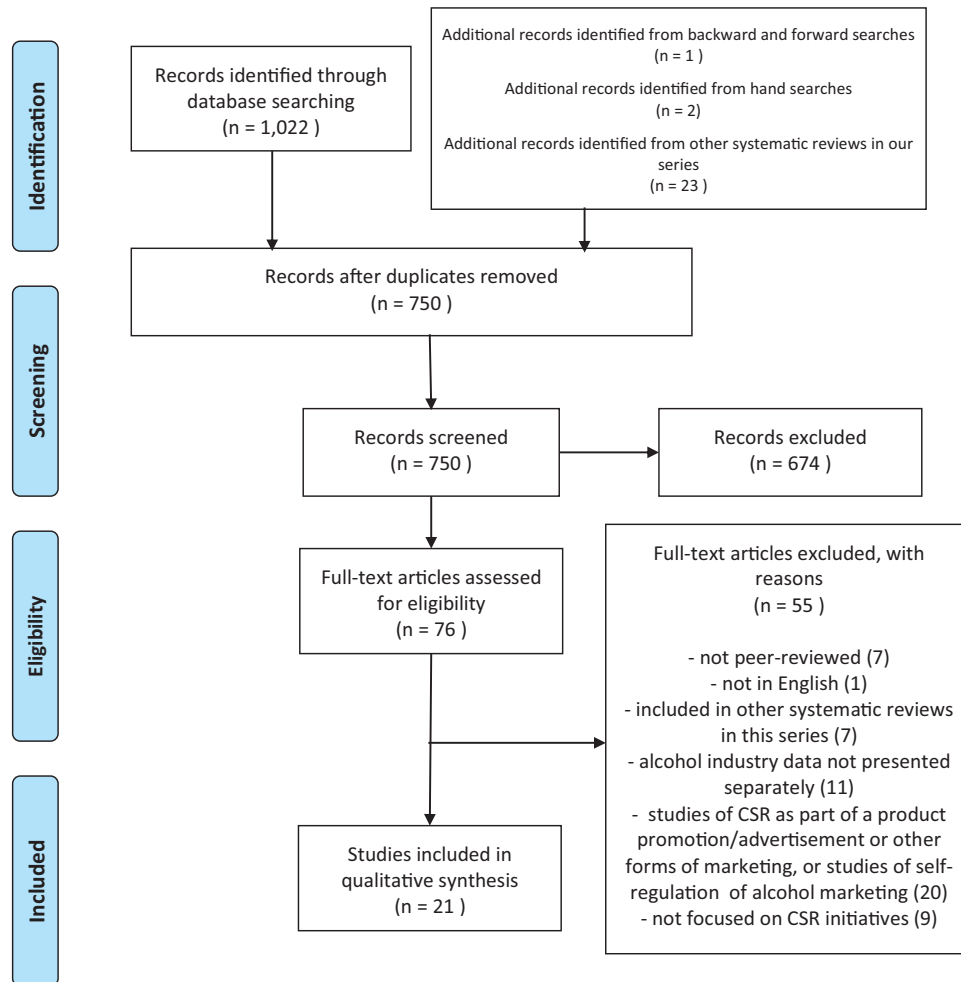 Identification
Records identified through
database searching
(n = 1,022 )
Additional records identified from backward and forward searches
(n = 1 )
Additional records identified from hand searches
(n = 2)
Additional records identified from other systematic reviews in our
series
(n = 23 )
Records after duplicates removed
(n = 750 )
Screening
Records screened
(n = 750 )
Records excluded
(n = 674 )
Eligibility
Full-text articles assessed
for eligibility
(n = 76 )
Full-text articles excluded, with
reasons
(n = 55 )
- not peer-reviewed (7)
- not in English (1)
- included in other systematic reviews
in this series (7)
- alcohol industry data not presented
separately (11)
- studies of CSR as part of a product
promotion/advertisement or other
forms of marketing, or studies of self-
regulation of alcohol marketing (20)
- not focused on CSR initiatives (9)
Included
Studies included in
qualitative synthesis
(n = 21 )